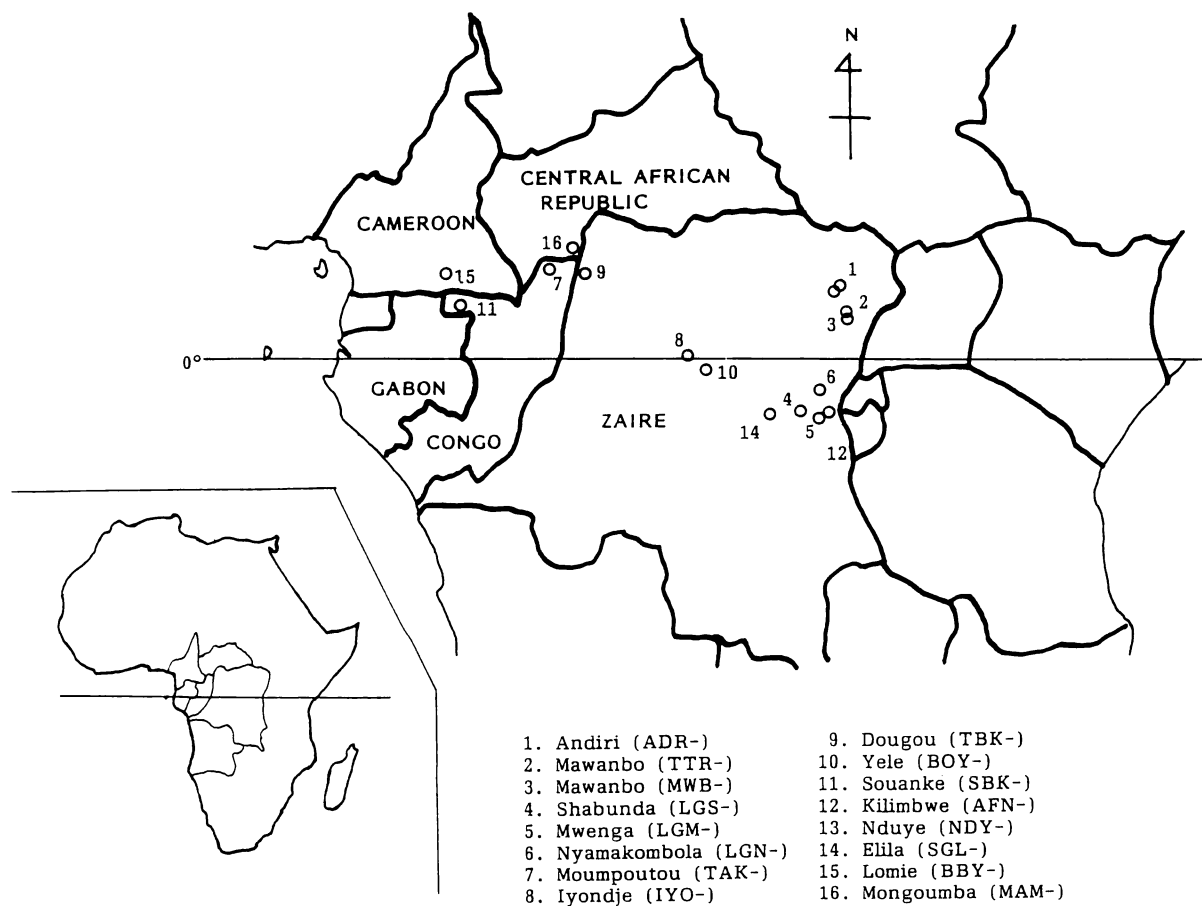 N
CENTRAL AFRICAN
REPUBLIC
CAMEROON
16
15
7
9
1
11
2
3
8
0°
10
6
GABON
4
ZAIRE
14
5
CONGO
12
1. Andiri (ADR-)
2. Mawanbo (TTR-)
3. Mawanbo (MWB-)
4. Shabunda (LGS-)
5. Mwenga (LGM-)
6. Nyamakombola (LGN-)
7. Moumpoutou (TAK-)
8. Iyondje (IYO-)
9. Dougou (TBK-)
10. Yele (BOY-)
11. Souanke (SBK-)
12. Kilimbwe (AFN-)
13. Nduye (NDY-)
14. Elila (SGL-)
15. Lomie (BBY-)
16. Mongoumba (MAM-)